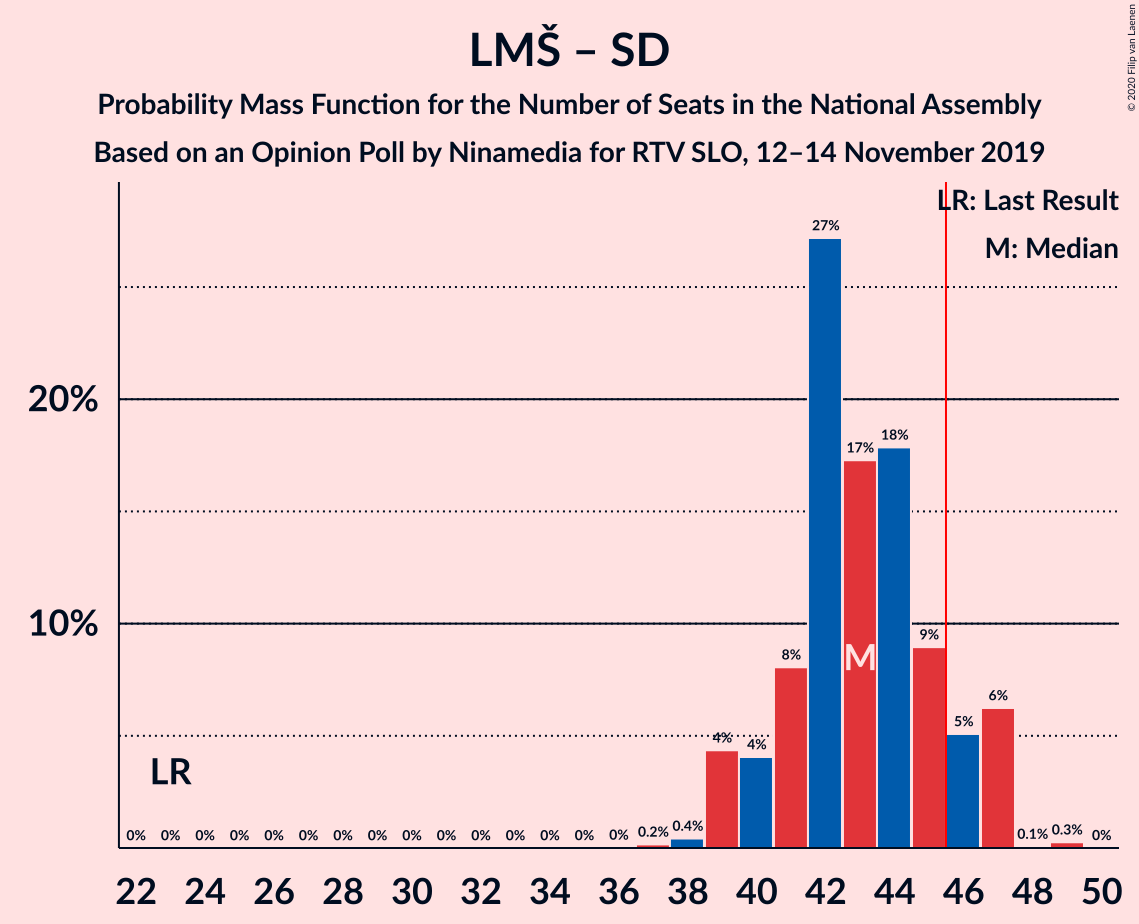 LMŠ – SD
Probability Mass Function for the Number of Seats in the National Assembly
Based on an Opinion Poll by Ninamedia for RTV SLO, 12–14 November 2019
© 2020 Filip van Laenen
LR: Last Result
M: Median
27%
20%
18%
17%
10%
9%
8%
M
6%
5%
4% 4%
LR
0% 0% 0% 0% 0% 0% 0% 0% 0% 0% 0% 0% 0% 0% 0% 0.2% 0.4% 0.1% 0.3% 0%
22 24 26 28 30 32 34 36 38 40 42 44 46 48 50